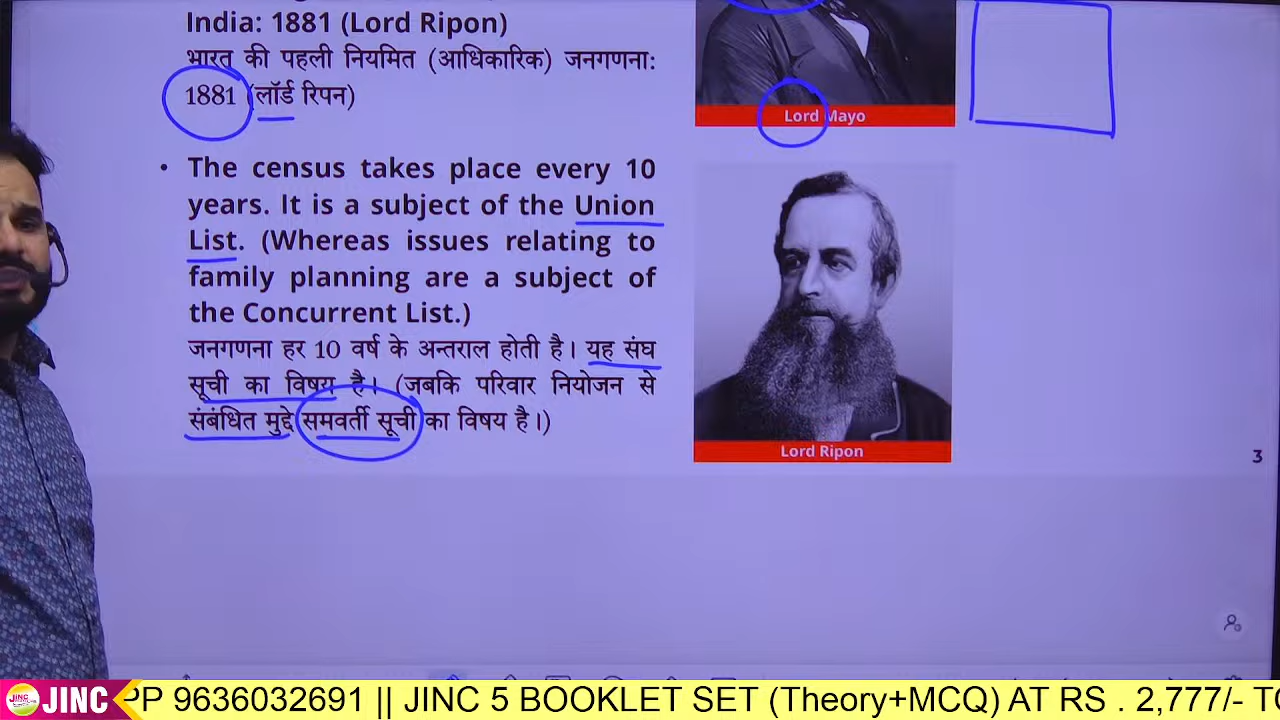 India: 1881 (Lord Ripon)
भारत की पहली नियमित (आधिकारिक) जनगणना:
1881 (लॉर्ड रिपन)
Lord Mayo
• The census takes place every 10
years. It is a subject of the Union
List. (Whereas issues relating to
family planning are a subject of
the Concurrent List.)
जनगणना हर 10 वर्ष के अन्तराल होती है। यह संघ
सूची का विषय है। (जबकि परिवार नियोजन से
संबंधित मुद्दे समवर्ती सूची का विषय है।)
Lord Ripon
3
JINC
JINC
PP 9636032691 || JINC 5 BOOKLET SET (Theory+MCQ) AT RS . 2,777/- TO